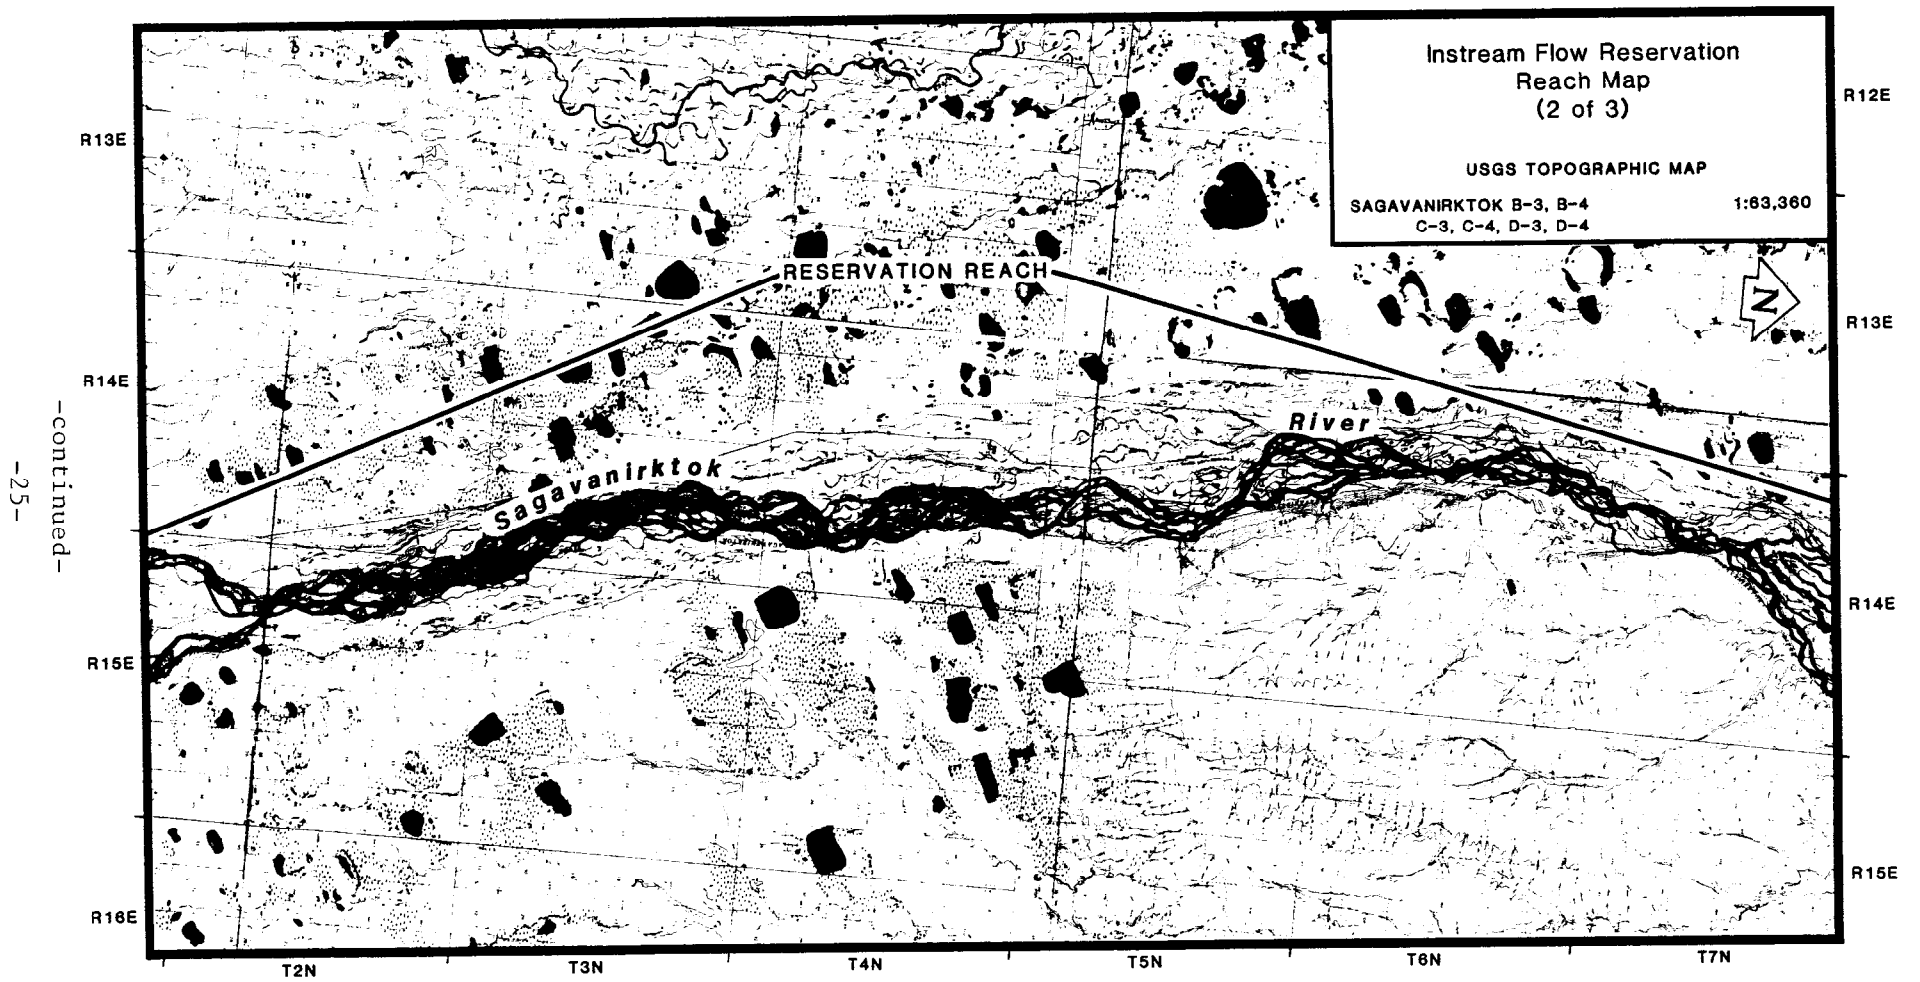 Instream Flow Reservation
Reach Map
(2 of 3)
USGS TOPOGRAPHIC MAP
SAGAVANIRKTOK B-3, B-4
C-3, C-4, D-3, D-4
1:63,360
R12E
R13E
R14E
R15E
R13E
R14E
R15E
R16E
RESERVATION REACH
N
Sagavanirktok
River
T2N
T3N
T4N
T5N
T6N
T7N
-continued-
-25-